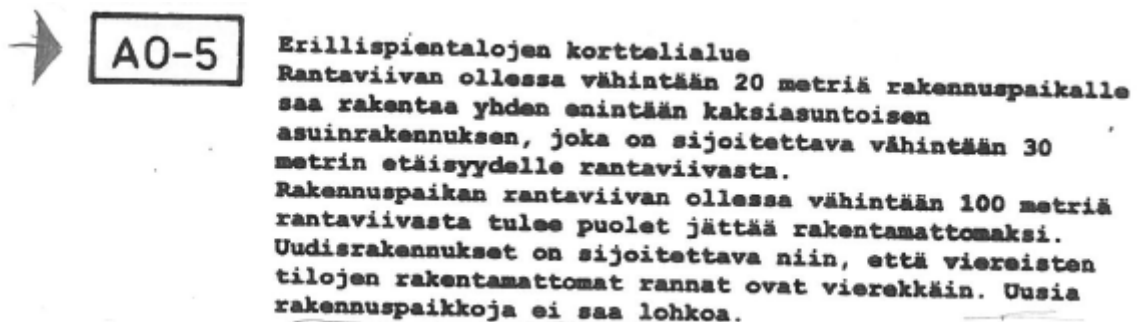 AO-5
Erillispientalojen korttelialue
Rantaviivan ollessa vähintään 20 metriä rakennuspaikalle
saa rakentaa yhden enintään kaksiasuntoisen
asuinrakennuksen, joka on sijoitettava vähintään 30
metrin etäisyydelle rantaviivasta.
Rakennuspaikan rantaviivan ollessa vähintään 100 metriä
rantaviivasta tulee puolet jättää rakentamattomaksi.
Uudisrakennukset on sijoitettava niin, että viereisten
tilojen rakentamattomat rannat ovat vierekkäin. Uusia
rakennuspaikkoja ei saa lohkoa.